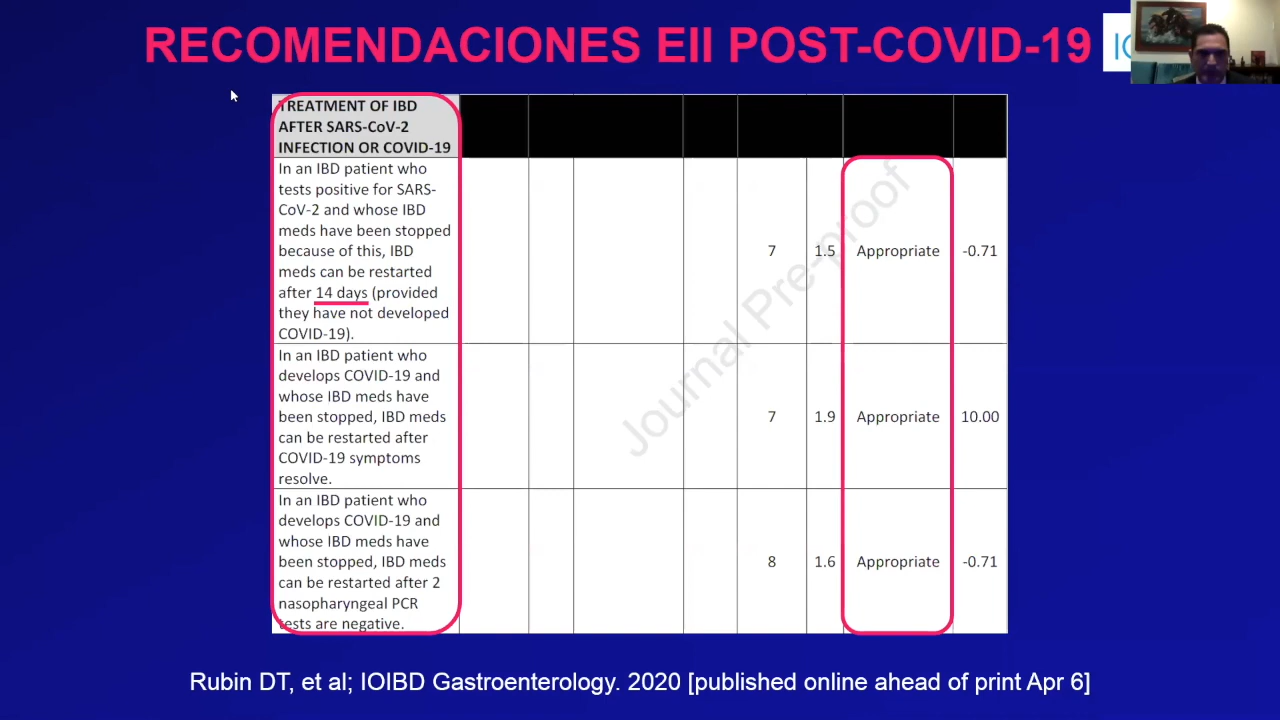 RECOMENDACIONES EII POST-COVID-19
IO
TREATMENT OF IBD
AFTER SARS-CoV-2
INFECTION OR COVID-19
In an IBD patient who
tests positive for SARS-
CoV-2 and whose IBD
meds have been stopped
because of this, IBD
meds can be restarted
after 14 days (provided
they have not developed
COVID-19).
7
1.5
Appropriate
-0.71
In an IBD patient who
develops COVID-19 and
whose IBD meds have
been stopped, IBD meds
can be restarted after
COVID-19 symptoms
resolve.
7
1.9
Appropriate
10.00
In an IBD patient who
develops COVID-19 and
whose IBD meds have
been stopped, IBD meds
can be restarted after 2
nasopharyngeal PCR
tests are negative.
8
1.6
Appropriate
-0.71
Journal Pre-proof
Rubin DT, et al; IOIBD Gastroenterology. 2020 [published online ahead of print Apr 6]